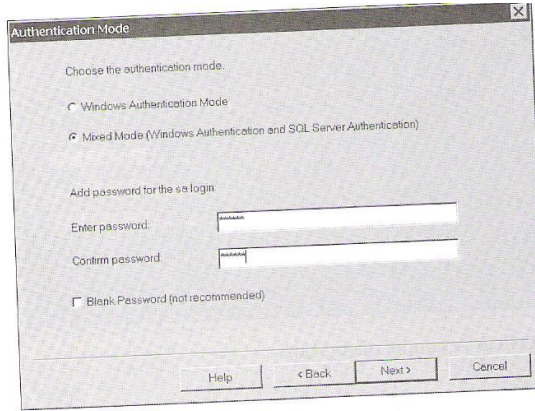 Authentication Mode
Choose the authentication mode.
Windows Authentication Mode
Mixed Mode (Windows Authentication and SQL Server Authentication)
Add password for the sa login:
Enter password:
******
Confirm password:
******
Blank Password (not recommended)
Help
< Back
Next >
Cancel